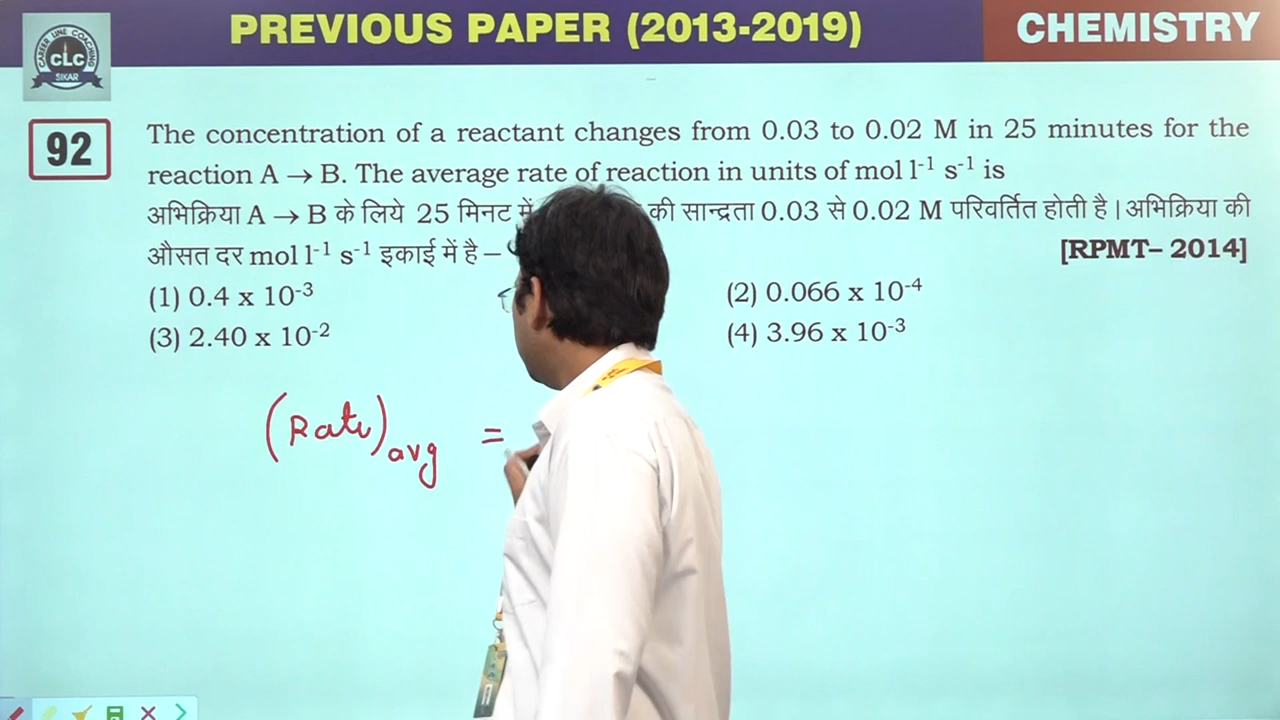 PREVIOUS PAPER (2013-2019)
CHEMISTRY
CAREER LINE COACHING
CLC
SIKAR
92
The concentration of a reactant changes from 0.03 to 0.02 M in 25 minutes for the
reaction A → B. The average rate of reaction in units of mol l⁻¹ s⁻¹ is
अभिक्रिया A → B के लिये 25 मिनट में की सान्द्रता 0.03 से 0.02 M परिवर्तित होती है। अभिक्रिया की
औसत दर mol l⁻¹ s⁻¹ इकाई में है –
[RPMT– 2014]
(1) 0.4 x 10⁻³
(2) 0.066 x 10⁻⁴
(3) 2.40 x 10⁻²
(4) 3.96 x 10⁻³
(Rate)avg =